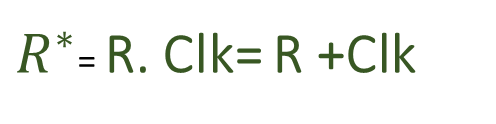 R* = R. Clk= R +Clk